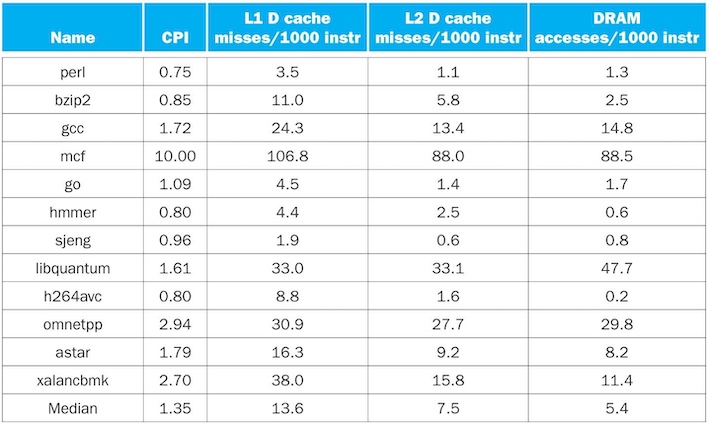 Name CPI L1 D cache misses/1000 instr L2 D cache misses/1000 instr DRAM accesses/1000 instr
perl 0.75 3.5 1.1 1.3
bzip2 0.85 11.0 5.8 2.5
gcc 1.72 24.3 13.4 14.8
mcf 10.00 106.8 88.0 88.5
go 1.09 4.5 1.4 1.7
hmmer 0.80 4.4 2.5 0.6
sjeng 0.96 1.9 0.6 0.8
libquantum 1.61 33.0 33.1 47.7
h264avc 0.80 8.8 1.6 0.2
omnetpp 2.94 30.9 27.7 29.8
astar 1.79 16.3 9.2 8.2
xalancbmk 2.70 38.0 15.8 11.4
Median 1.35 13.6 7.5 5.4